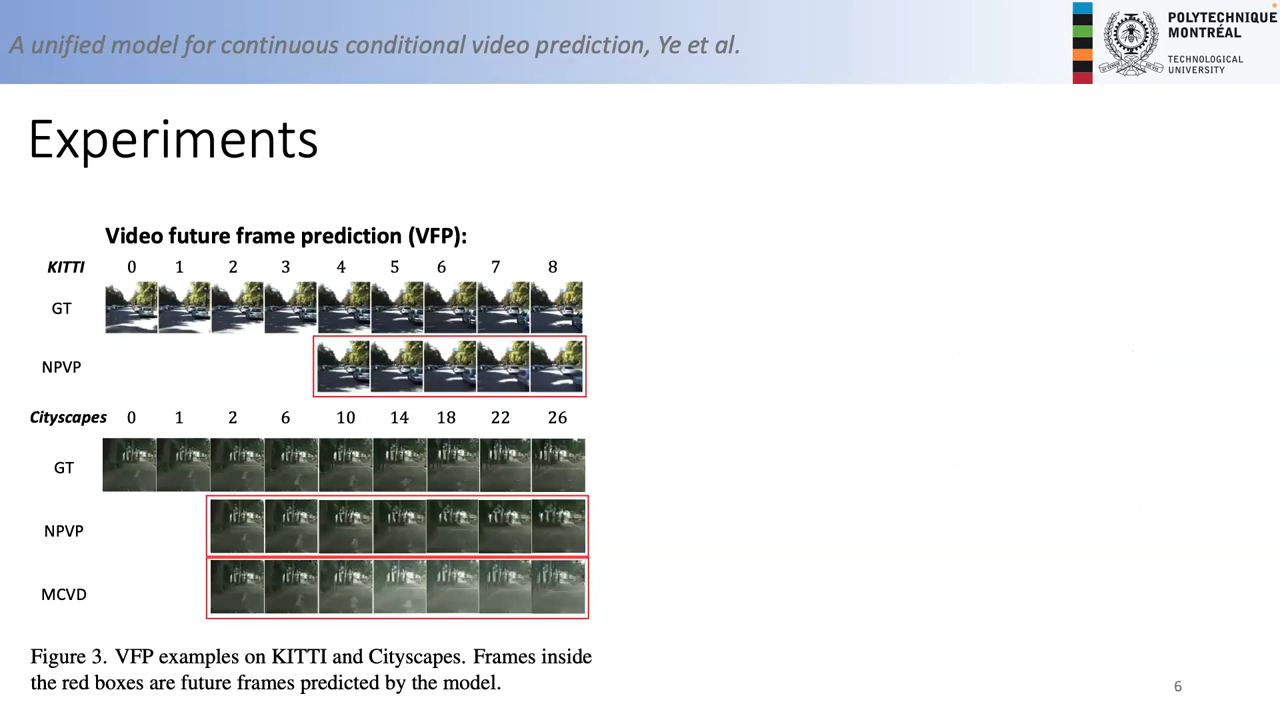 A unified model for continuous conditional video prediction, Ye et al.
POLYTECHNIQUE
MONTRÉAL
TECHNOLOGICAL
UNIVERSITY
Experiments
Video future frame prediction (VFP):
KITTI 0 1 2 3 4 5 6 7 8
GT
NPVP
Cityscapes 0 1 2 6 10 14 18 22 26
GT
NPVP
MCVD
Figure 3. VFP examples on KITTI and Cityscapes. Frames inside
the red boxes are future frames predicted by the model.
6